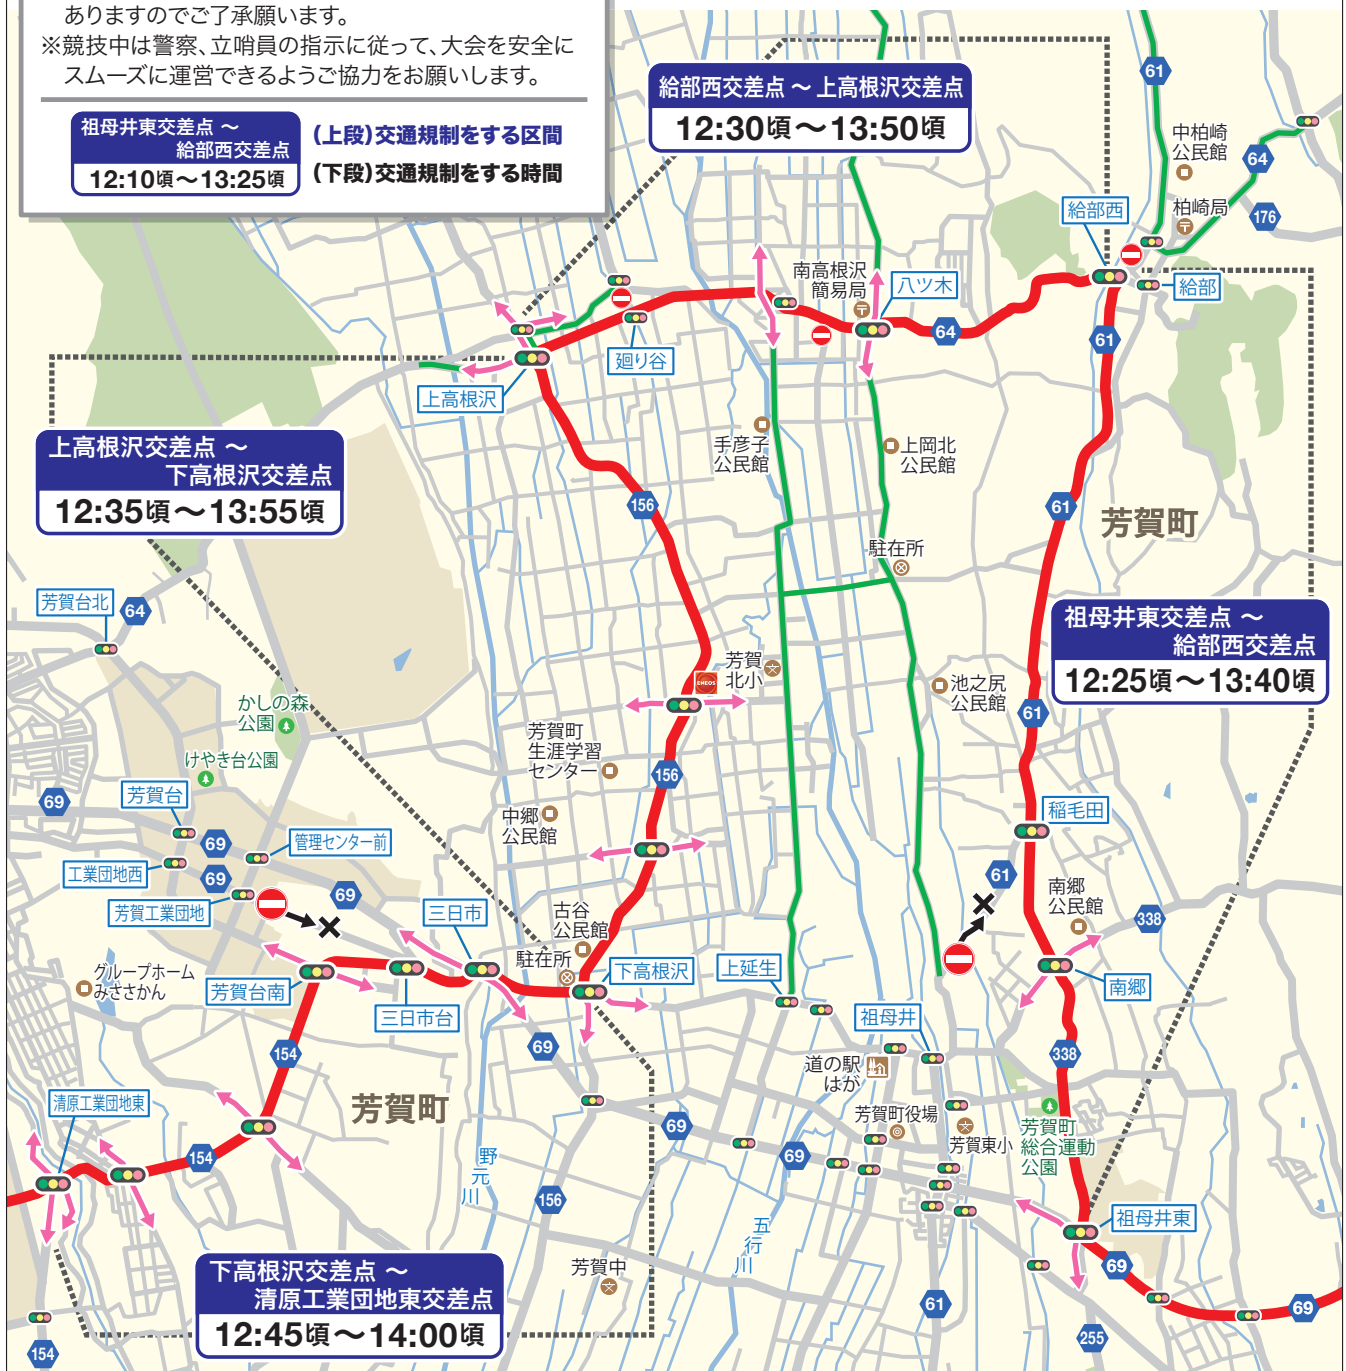 ありますのでご了承願います。
※競技中は警察、立哨員の指示に従って、大会を安全に
スムーズに運営できるようご協力をお願いします。
祖母井東交差点 ～
給部西交差点
12:10頃～13:25頃
(上段)交通規制をする区間
(下段)交通規制をする時間
給部西交差点 ～ 上高根沢交差点
12:30頃～13:50頃
61
中柏崎
公民館
64
柏崎局
176
給部西
給部
南高根沢
簡易局
八ツ木
64
61
廻り谷
上高根沢
手彦子
公民館
上岡北
公民館
上高根沢交差点 ～
下高根沢交差点
12:35頃～13:55頃
156
61
芳賀町
駐在所
芳賀台北
64
祖母井東交差点 ～
給部西交差点
12:25頃～13:40頃
ENEOS
芳賀
北小
池之尻
公民館
かしの森
公園
61
芳賀町
生涯学習
センター
けやき台公園
156
69
芳賀台
中郷
公民館
稲毛田
69
管理センター前
工業団地西
69
69
61
南郷
公民館
芳賀工業団地
三日市
古谷
公民館
338
駐在所
下高根沢
上延生
グループホーム
みささかん
芳賀台南
南郷
三日市台
祖母井
69
154
338
道の駅
はが
清原工業団地東
芳賀町
芳賀町役場
芳賀町
総合運動
公園
69
芳賀東小
154
野元川
69
156
祖母井東
五行川
下高根沢交差点 ～
清原工業団地東交差点
12:45頃～14:00頃
芳賀中
69
61
69
154
255